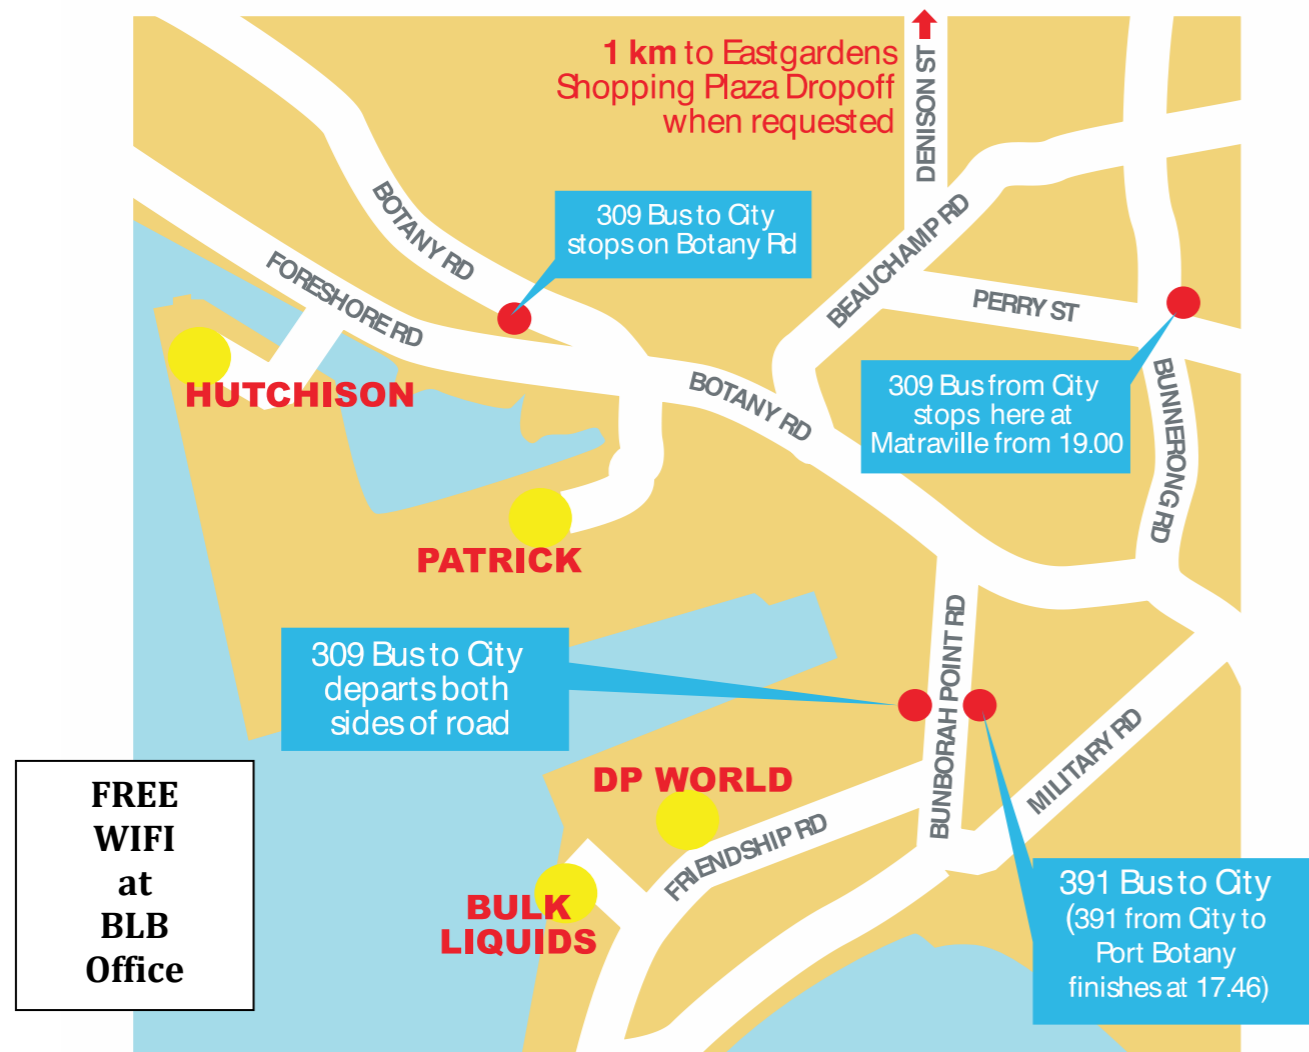 1 km to Eastgardens
Shopping Plaza Dropoff
when requested
DENISON ST
BOTANY RD
309 Bus to City
stops on Botany Rd
BEAUCHAMP RD
FORESHORE RD
PERRY ST
HUTCHISON
BOTANY RD
309 Bus from City
stops here at
Matraville from 19.00
BUNNERONG RD
PATRICK
BUNBORAH POINT RD
309 Bus to City
departs both
sides of road
MILITARY RD
DP WORLD
FRIENDSHIP RD
FREE
WIFI
at
BLB
Office
BULK
LIQUIDS
391 Bus to City
(391 from City to
Port Botany
finishes at 17.46)